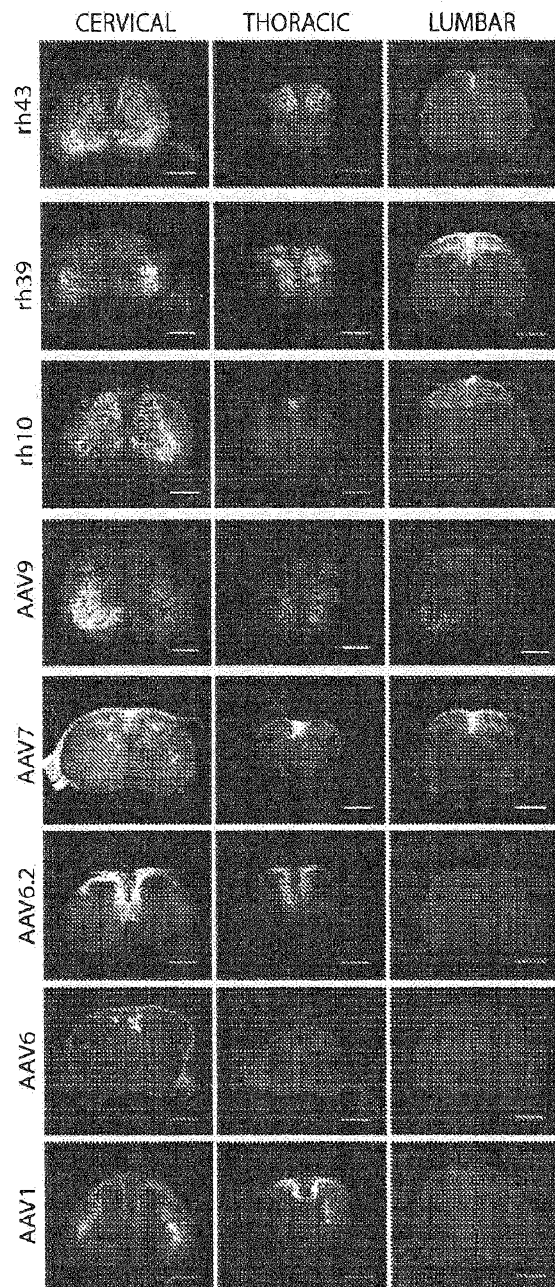 CERVICAL THORACIC LUMBAR
rh43
rh39
rh10
AAV9
AAV7
AAV6.2
AAV6
AAV1